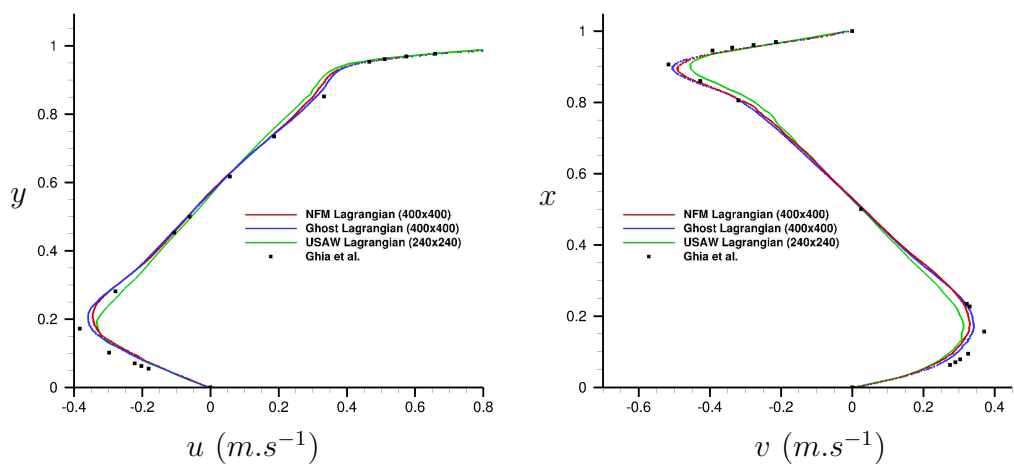 1
0.8
0.6
0.4
0.2
0
-0.4 -0.2 0 0.2 0.4 0.6 0.8
y
u (m.s⁻¹)
NFM Lagrangian (400x400)
Ghost Lagrangian (400x400)
USAW Lagrangian (240x240)
Ghia et al.
1
0.8
0.6
0.4
0.2
0
-0.6 -0.4 -0.2 0 0.2 0.4
x
v (m.s⁻¹)
NFM Lagrangian (400x400)
Ghost Lagrangian (400x400)
USAW Lagrangian (240x240)
Ghia et al.